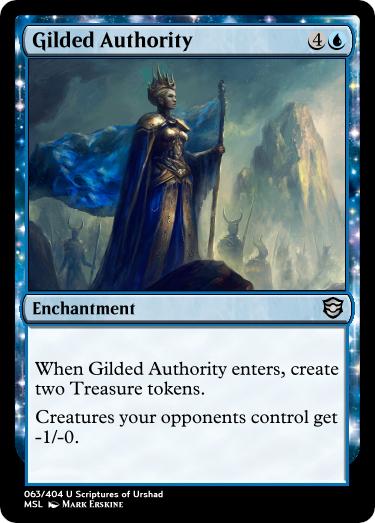 Gilded Authority 4
Enchantment
When Gilded Authority enters, create
two Treasure tokens.
Creatures your opponents control get
-1/-0.
063/404 U Scriptures of Urshad
MSL Mark Erskine